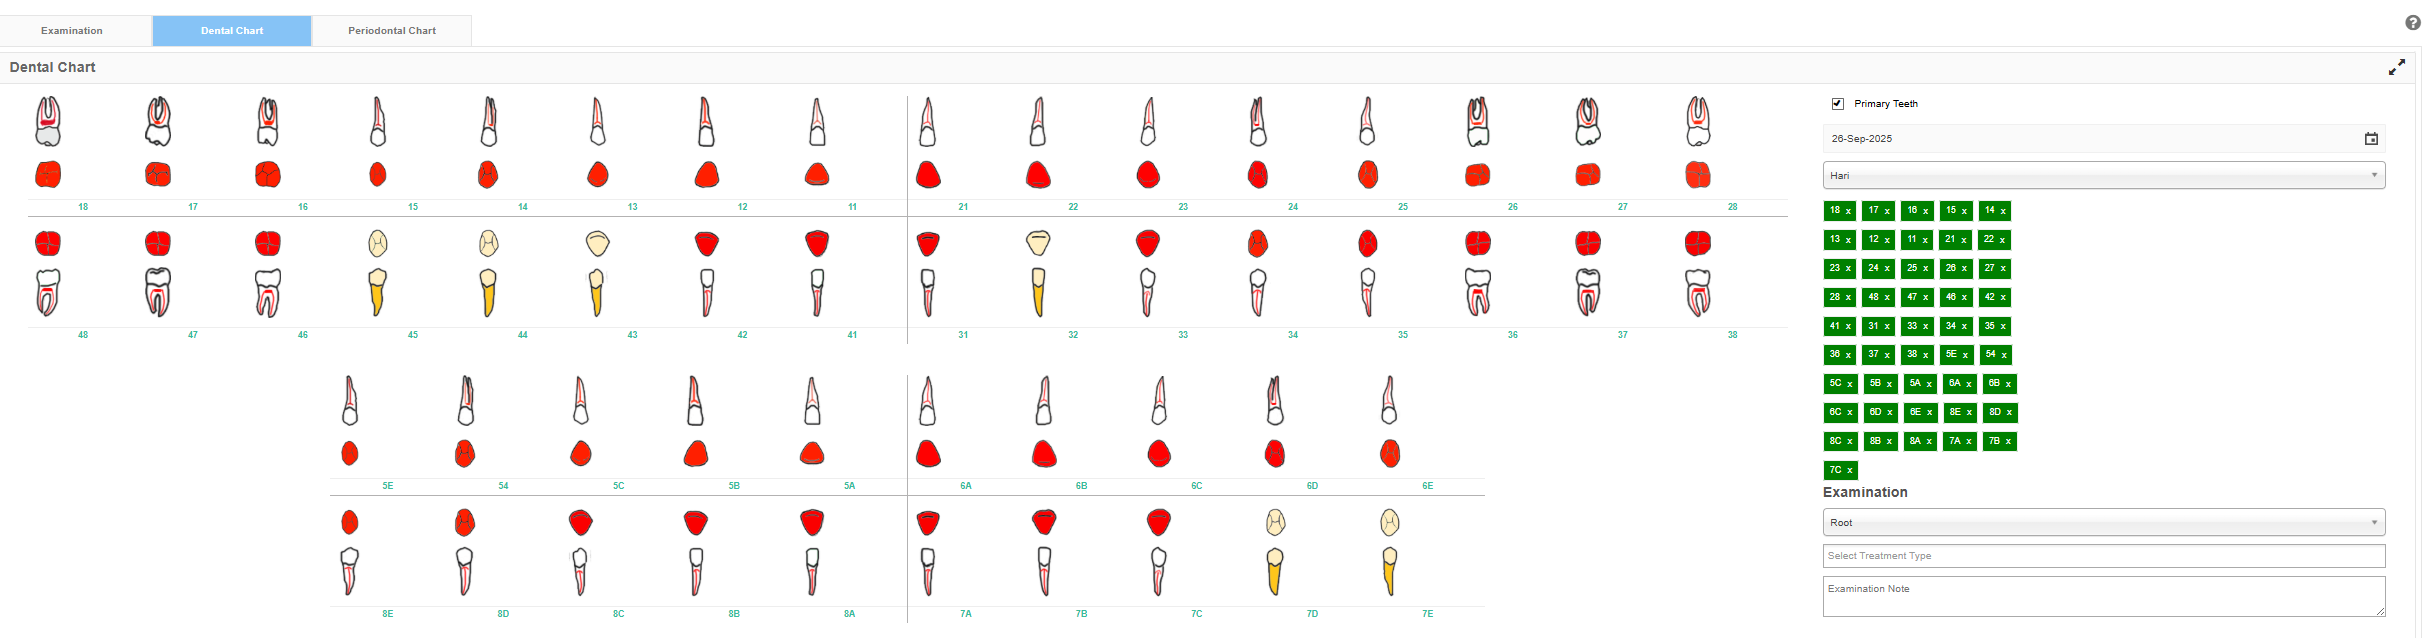 Examination Dental Chart Periodontal Chart
Dental Chart
Primary Teeth
26-Sep-2025
Hari
18 17 16 15 14 13 12 11 21 22 23 24 25 26 27 28
48 47 46 45 44 43 42 41 31 32 33 34 35 36 37 38
5E 54 5C 5B 5A 6A 6B 6C 6D 6E
8E 8D 8C 8B 8A 7A 7B 7C 7D 7E
18 x 17 x 16 x 15 x 14 x
13 x 12 x 11 x 21 x 22 x
23 x 24 x 25 x 26 x 27 x
28 x 48 x 47 x 46 x 42 x
41 x 31 x 33 x 34 x 35 x
36 x 37 x 38 x 5E x 54 x
5C x 5B x 5A x 6A x 6B x
6C x 6D x 6E x 8E x 8D x
8C x 8B x 8A x 7A x 7B x
7C x
Examination
Root
Select Treatment Type
Examination Note